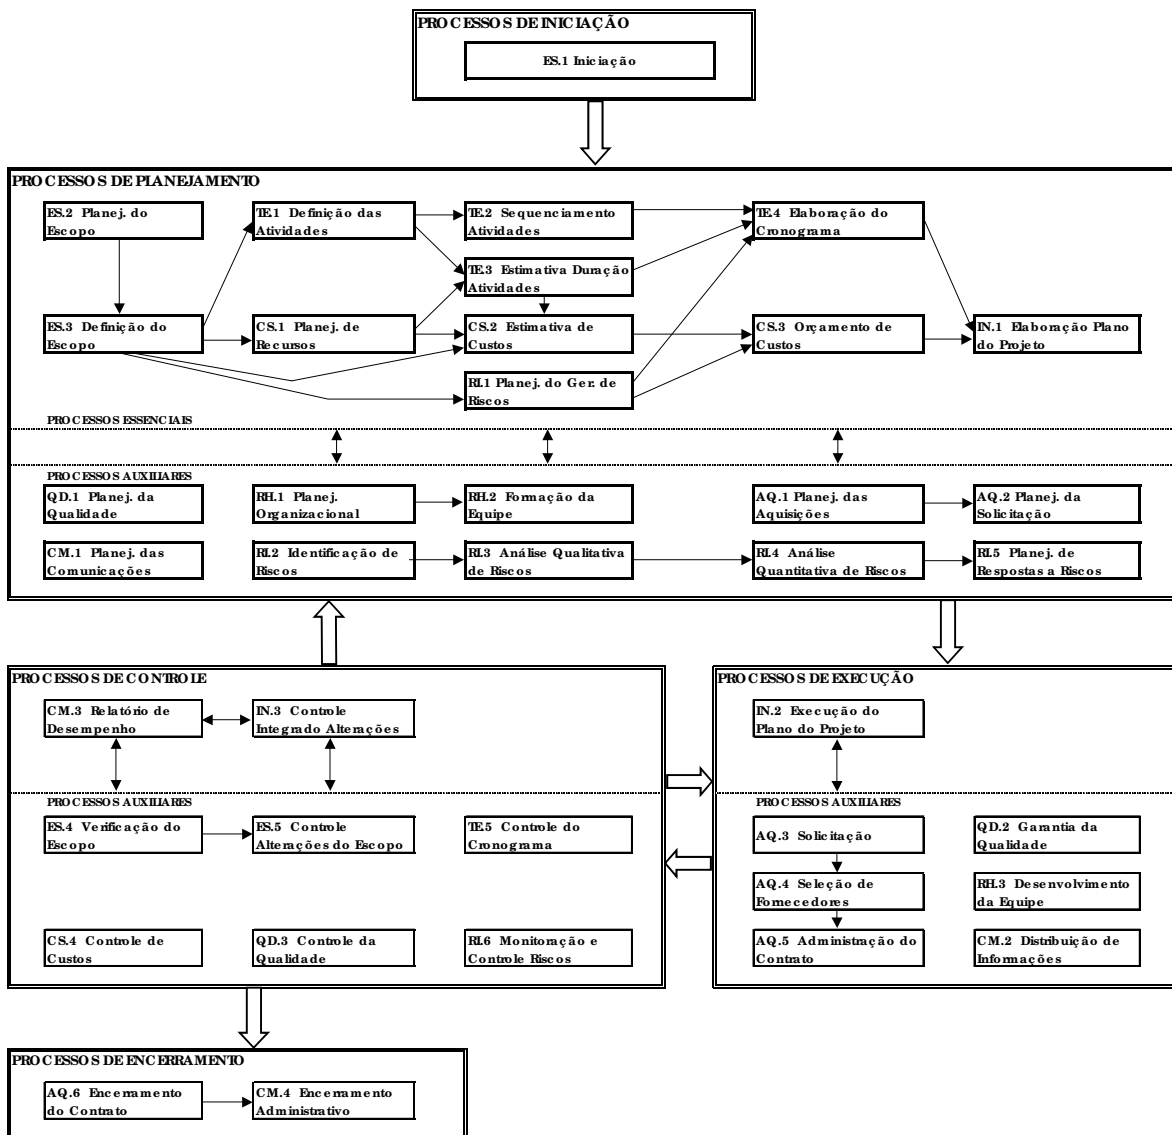 PROCESSOS DE INICIAÇÃO
ES.1 Iniciação
PROCESSOS DE PLANEJAMENTO
ES.2 Planej. do
Escopo
TE.1 Definição das
Atividades
TE.2 Sequenciamento
Atividades
TE.4 Elaboração do
Cronograma
TE.3 Estimativa Duração
Atividades
ES.3 Definição do
Escopo
CS.1 Planej. de
Recursos
CS.2 Estimativa de
Custos
CS.3 Orçamento de
Custos
IN.1 Elaboração Plano
do Projeto
RI.1 Planej. do Ger. de
Riscos
PROCESSOS ESSENCIAIS
PROCESSOS AUXILIARES
QD.1 Planej. da
Qualidade
RH.1 Planej.
Organizacional
RH.2 Formação da
Equipe
AQ.1 Planej. das
Aquisições
AQ.2 Planej. da
Solicitação
CM.1 Planej. das
Comunicações
RI.2 Identificação de
Riscos
RI.3 Análise Qualitativa
de Riscos
RI.4 Análise
Quantitativa de Riscos
RI.5 Planej. de
Respostas a Riscos
PROCESSOS DE CONTROLE
CM.3 Relatório de
Desempenho
IN.3 Controle
Integrado Alterações
PROCESSOS AUXILIARES
ES.4 Verificação do
Escopo
ES.5 Controle
Alterações do Escopo
TE.5 Controle do
Cronograma
CS.4 Controle de
Custos
QD.3 Controle da
Qualidade
RI.6 Monitoração e
Controle Riscos
PROCESSOS DE EXECUÇÃO
IN.2 Execução do
Plano do Projeto
PROCESSOS AUXILIARES
AQ.3 Solicitação
QD.2 Garantia da
Qualidade
AQ.4 Seleção de
Fornecedores
RH.3 Desenvolvimento
da Equipe
AQ.5 Administração do
Contrato
CM.2 Distribuição de
Informações
PROCESSOS DE ENCERRAMENTO
AQ.6 Encerramento
do Contrato
CM.4 Encerramento
Administrativo